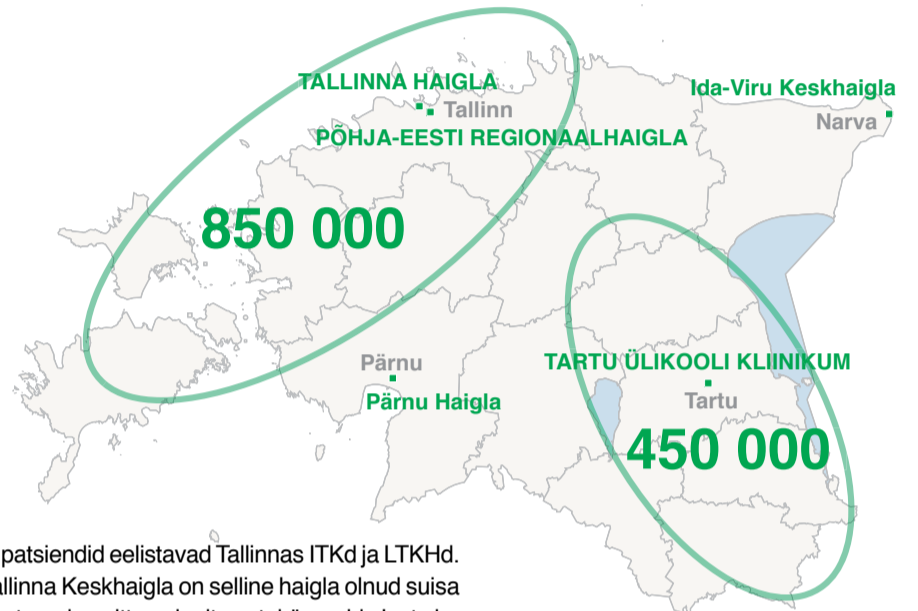 TALLINNA HAIGLA
Tallinn
PÕHJA-EESTI REGIONAALHAIGLA
Ida-Viru Keskhaigla
Narva
850 000
Pärnu
Pärnu Haigla
TARTU ÜLIKOOLI KLIINIKUM
Tartu
450 000
patsiendid eelistavad Tallinnas ITKd ja LTKHd.
allinna Keskhaigla on selline haigla olnud suisa